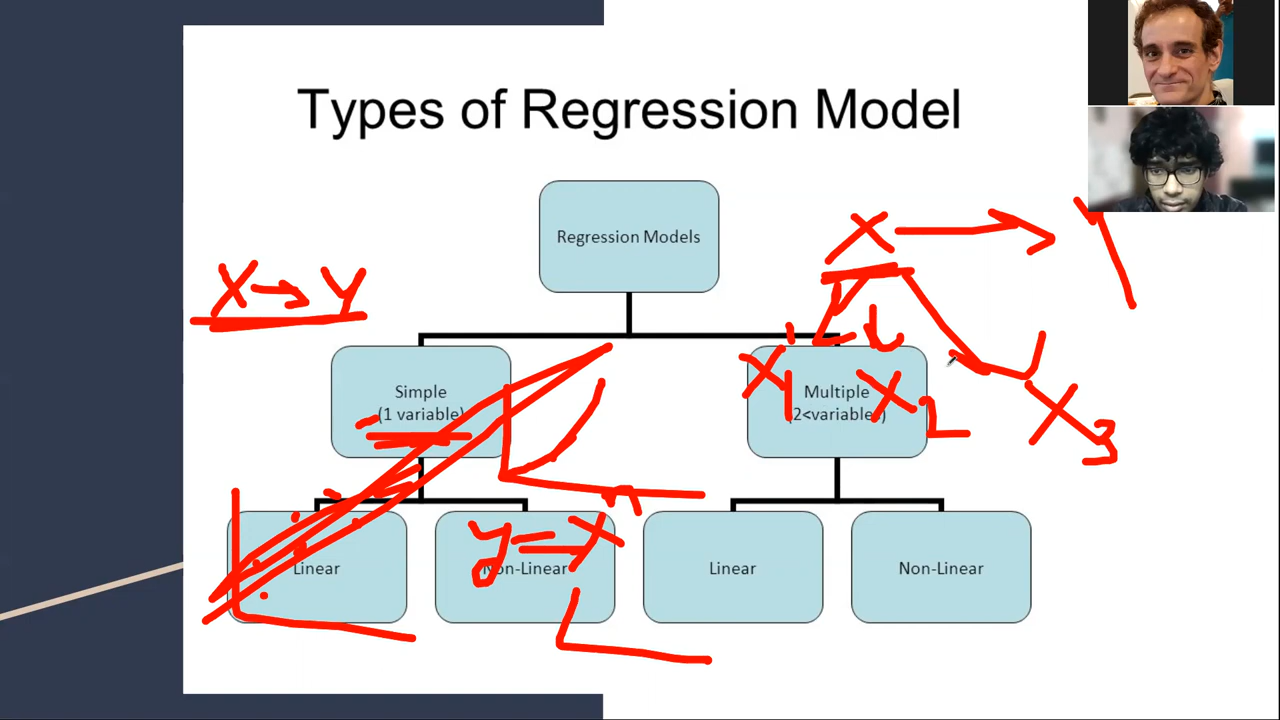 Types of Regression Model
Regression Models
X → Y
X → Y
Simple
(1 variable)
Multiple
(2<variables)
X1 X2 X3
Linear
Non-Linear
y = x^n
Linear
Non-Linear